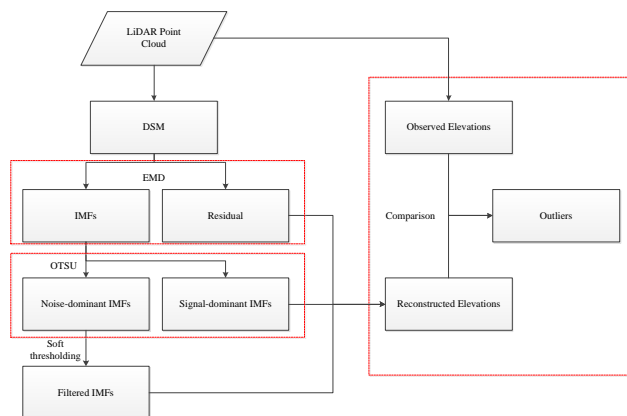 LiDAR Point
Cloud
DSM
Observed Elevations
EMD
IMFs
Residual
Comparison
Outliers
OTSU
Noise-dominant IMFs
Signal-dominant IMFs
Reconstructed Elevations
Soft
thresholding
Filtered IMFs